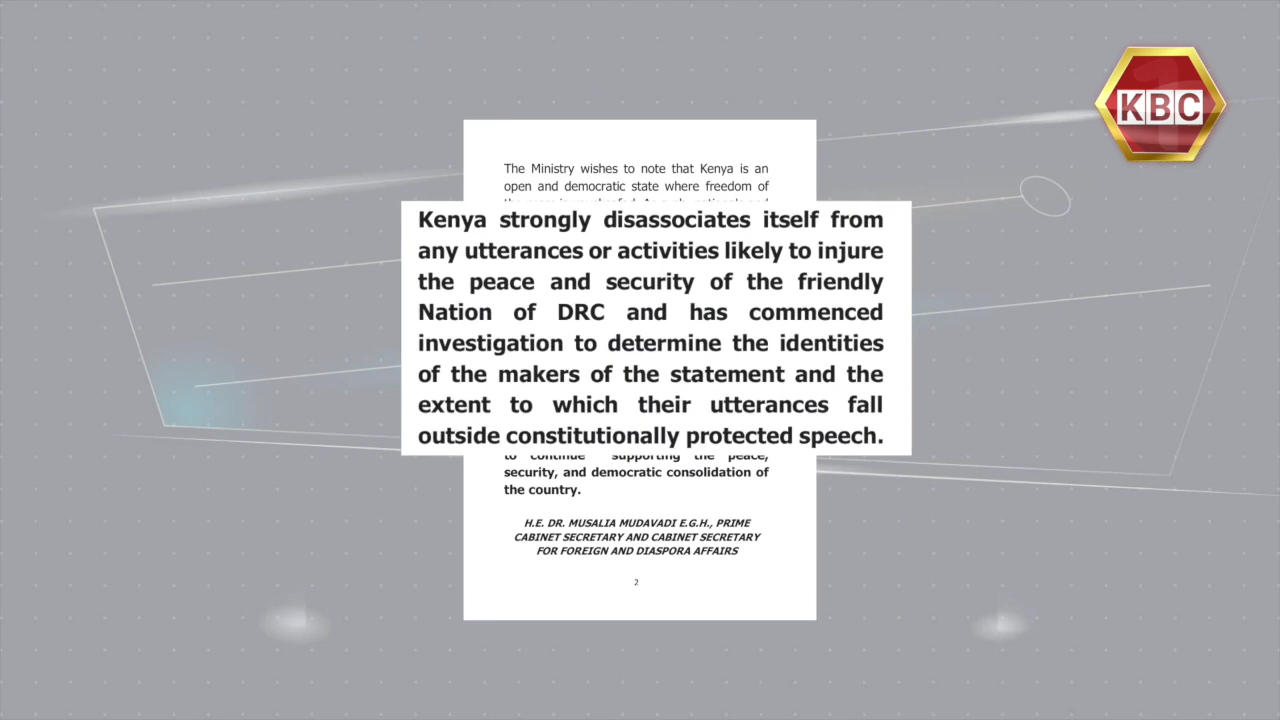 KBC
The Ministry wishes to note that Kenya is an
open and democratic state where freedom of
Kenya strongly disassociates itself from
any utterances or activities likely to injure
the peace and security of the friendly
Nation of DRC and has commenced
investigation to determine the identities
of the makers of the statement and the
extent to which their utterances fall
outside constitutionally protected speech.
to continue supporting the peace,
security, and democratic consolidation of
the country.
H.E. DR. MUSALIA MUDAVADI E.G.H., PRIME
CABINET SECRETARY AND CABINET SECRETARY
FOR FOREIGN AND DIASPORA AFFAIRS
2